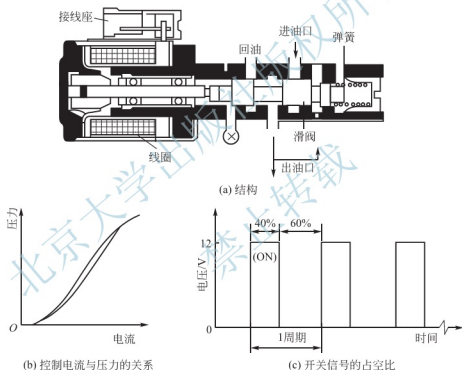 接线座
回油
进油口
弹簧
线圈
滑阀
出油口
(a) 结构
压力
O
电流
(b) 控制电流与压力的关系
电压/V
12
0
40%
60%
(ON)
1周期
时间
(c) 开关信号的占空比
北京大学出版社版权所有
禁止转载